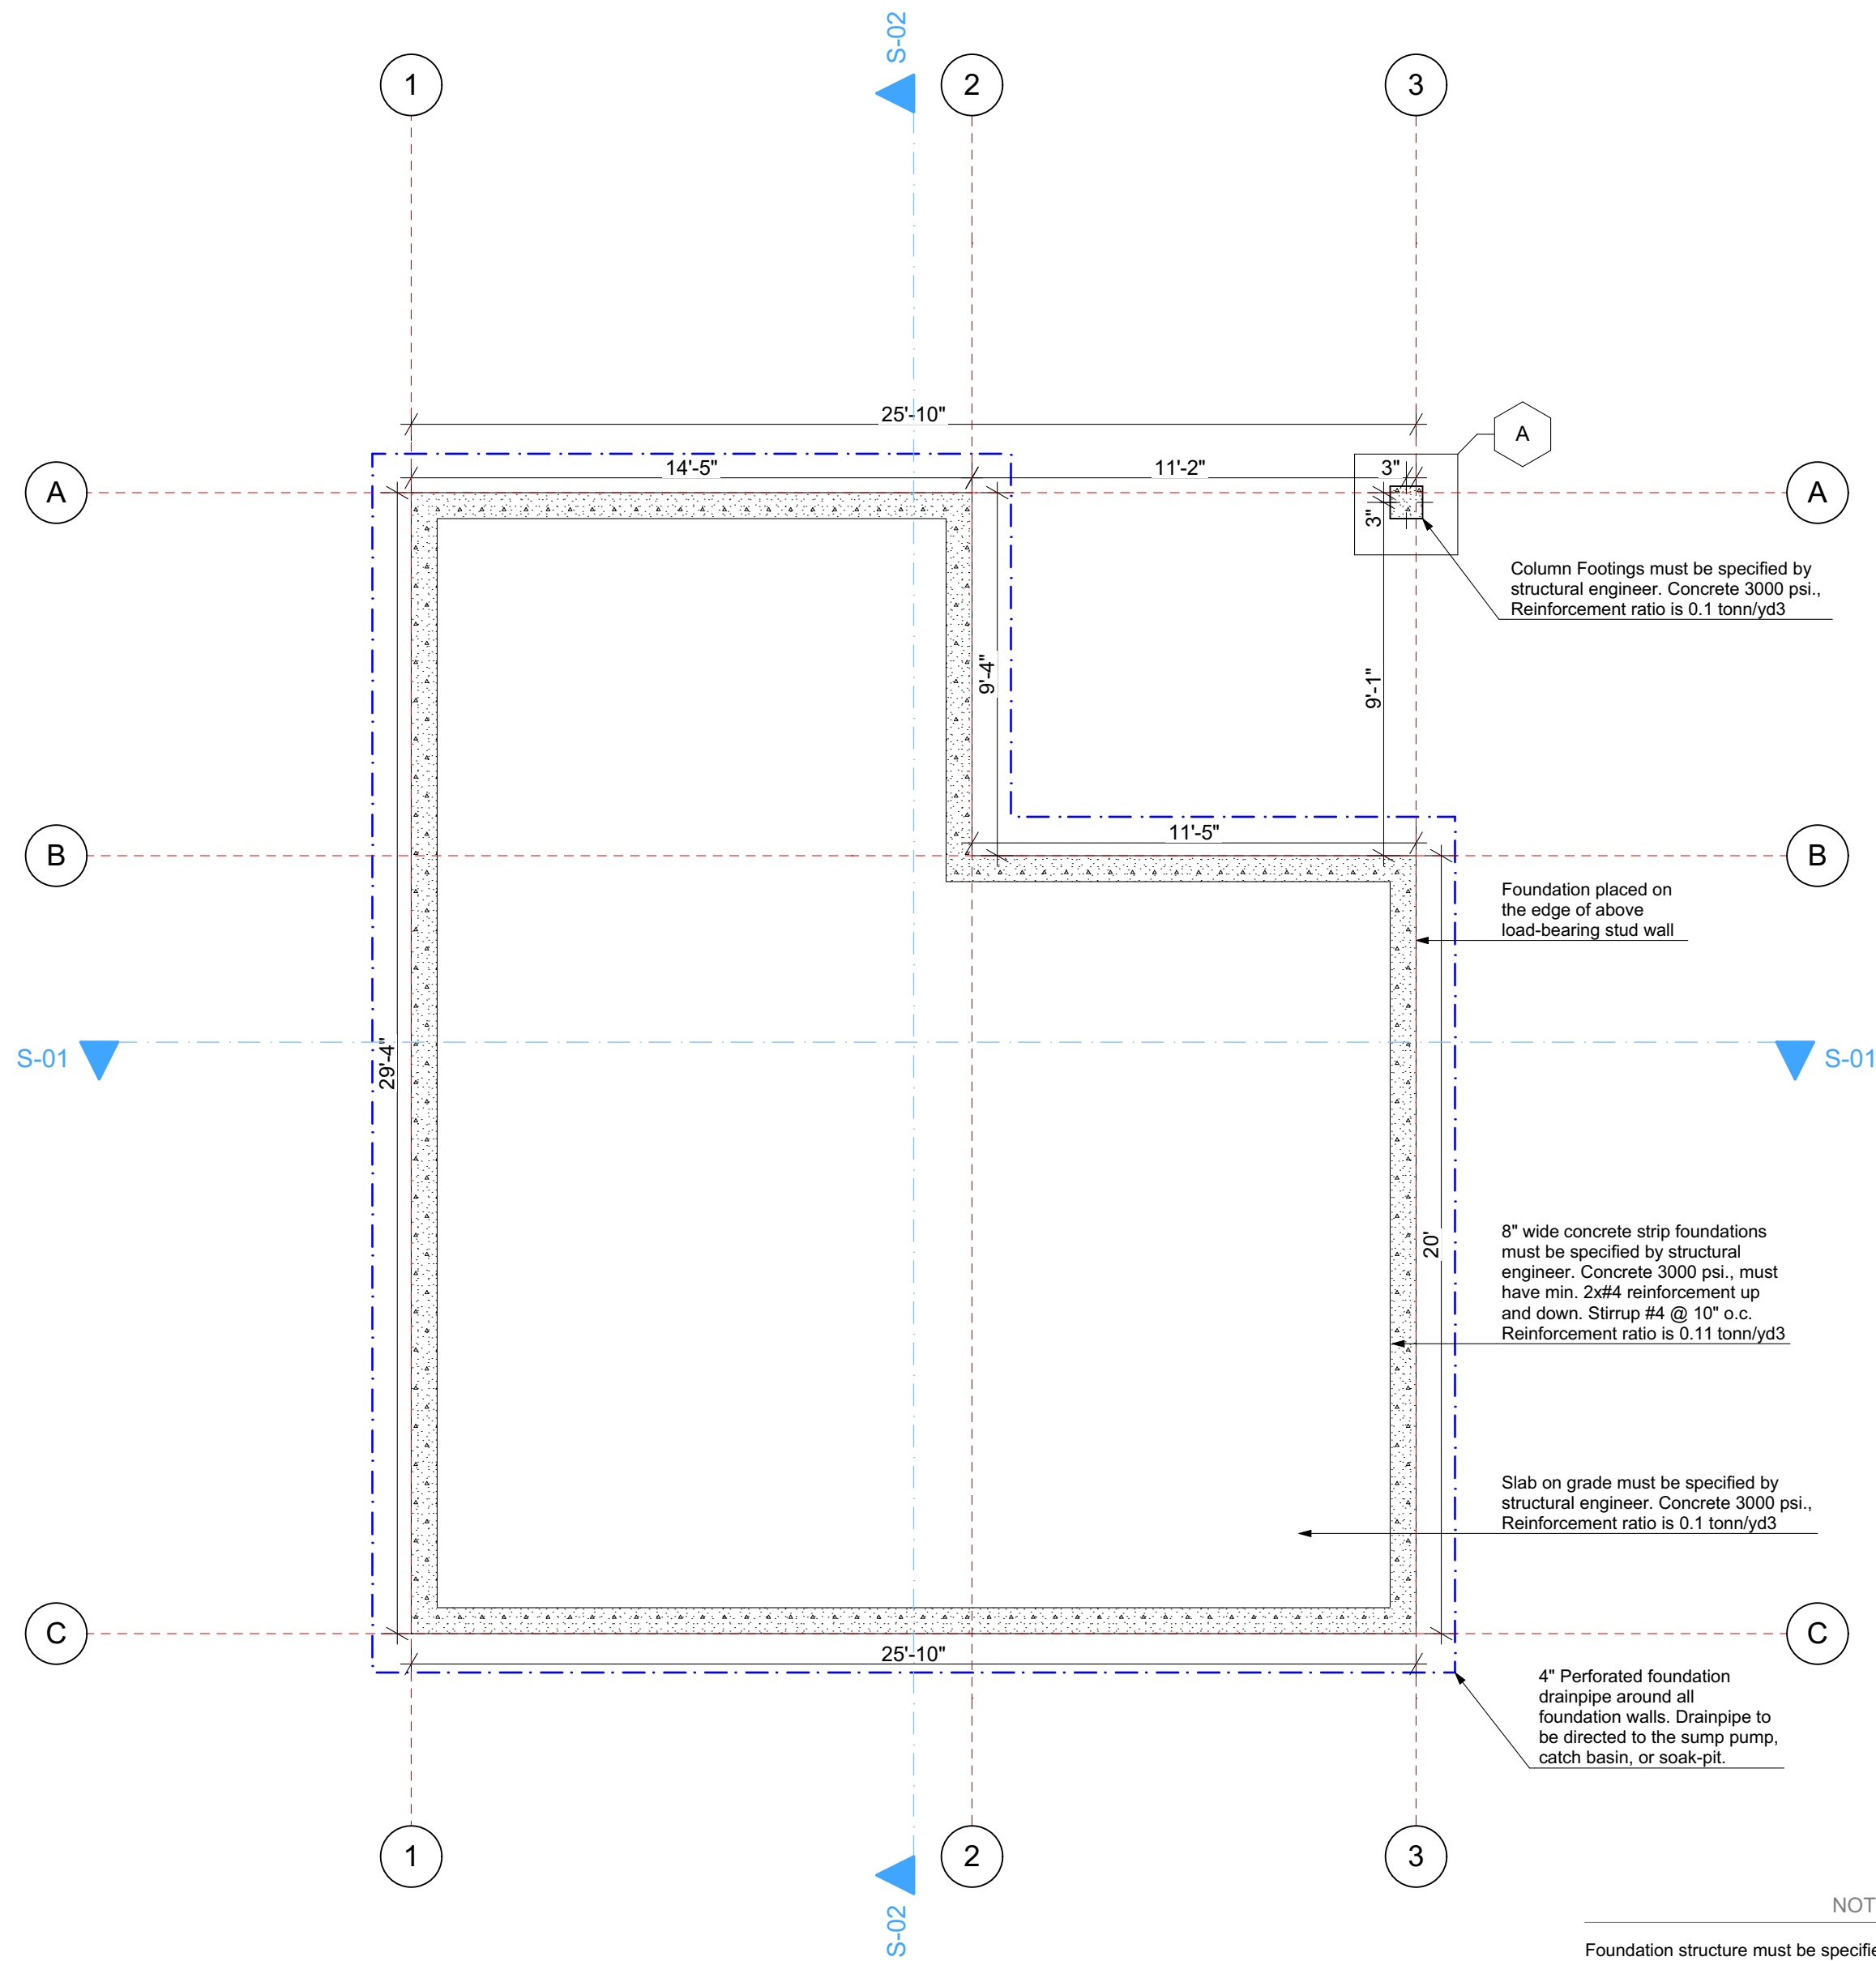 S-02
1
2
3
25'-10"
A
14'-5"
11'-2"
3"
A
A
3"
Column Footings must be specified by
structural engineer. Concrete 3000 psi.,
Reinforcement ratio is 0.1 tonn/yd3
9'-4"
9'-1"
11'-5"
B
B
Foundation placed on
the edge of above
load-bearing stud wall
S-01
29'-4"
S-01
8" wide concrete strip foundations
must be specified by structural
engineer. Concrete 3000 psi., must
have min. 2x#4 reinforcement up
and down. Stirrup #4 @ 10" o.c.
Reinforcement ratio is 0.11 tonn/yd3
20'
Slab on grade must be specified by
structural engineer. Concrete 3000 psi.,
Reinforcement ratio is 0.1 tonn/yd3
C
C
25'-10"
4" Perforated foundation
drainpipe around all
foundation walls. Drainpipe to
be directed to the sump pump,
catch basin, or soak-pit.
1
2
3
S-02
NOT
Foundation structure must be specifie